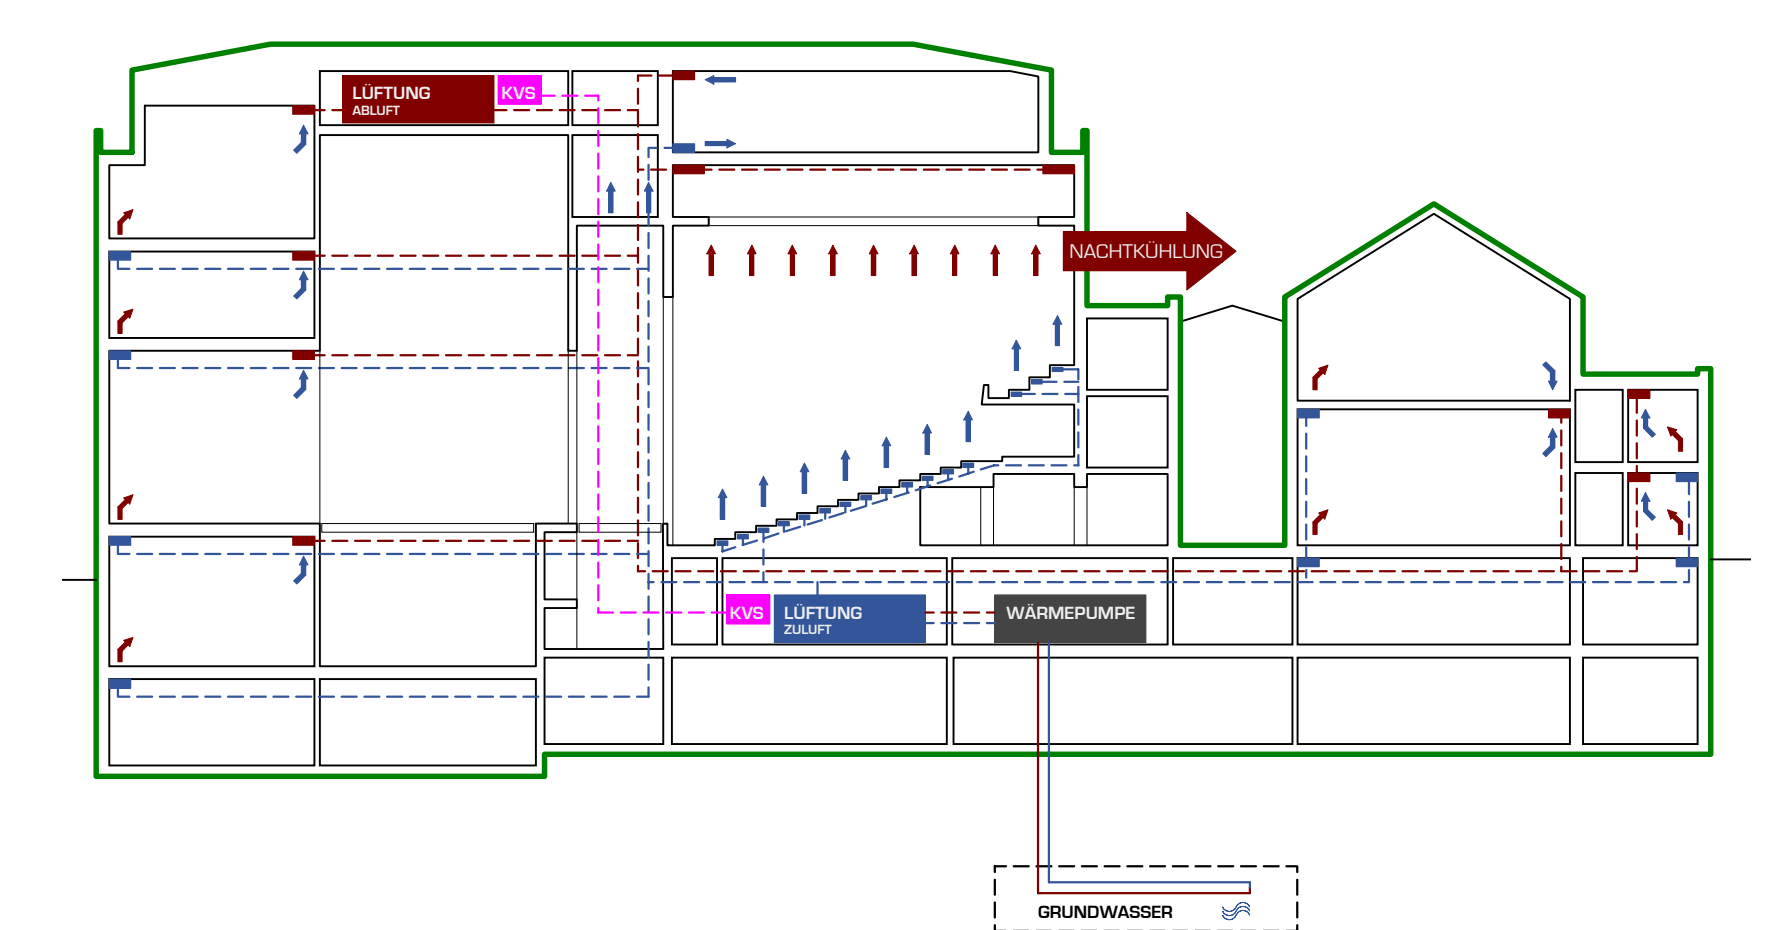 LÜFTUNG
ABLUFT
KVS
NACHTKÜHLUNG
KVS
LÜFTUNG
ZULUFT
WÄRMEPUMPE
GRUNDWASSER